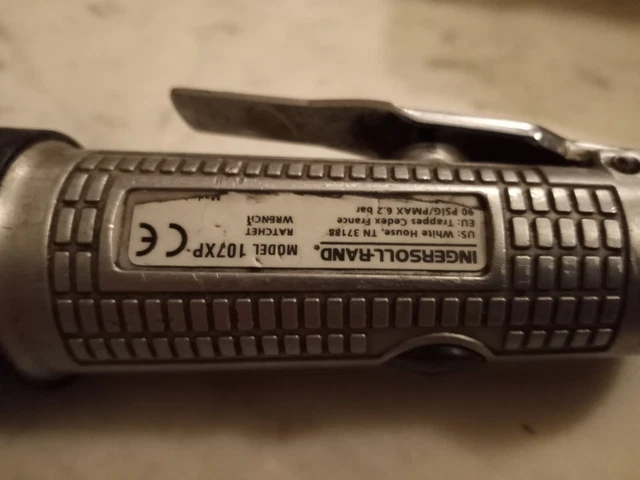 INGERSOLL-RAND®
US: White House, TN 37188
EU: Trappes Cedex France
90 PSIG/PMAX 6.2 bar
MODEL 107XP
RATCHET
WRENCH
CE